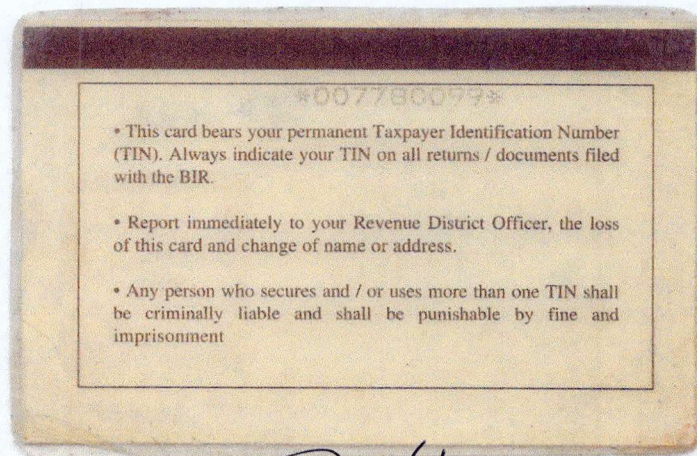 *007780099*
• This card bears your permanent Taxpayer Identification Number
(TIN). Always indicate your TIN on all returns / documents filed
with the BIR.
• Report immediately to your Revenue District Officer, the loss
of this card and change of name or address.
• Any person who secures and / or uses more than one TIN shall
be criminally liable and shall be punishable by fine and
imprisonment